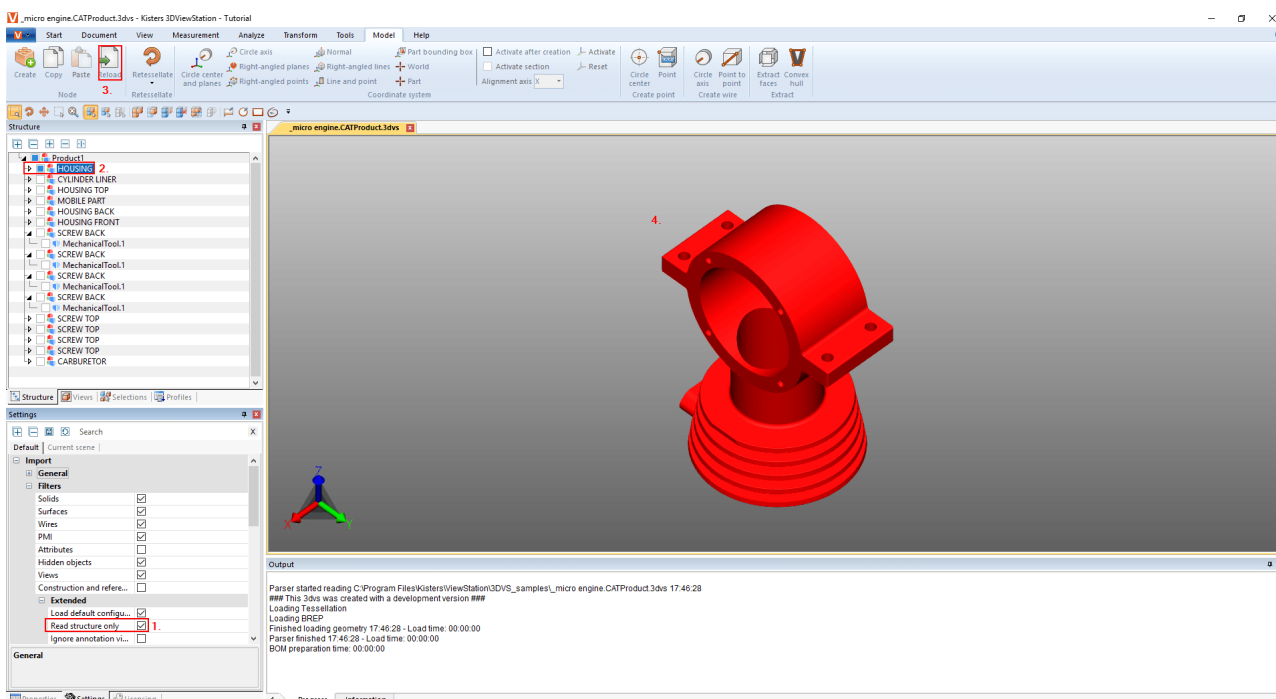 _micro engine.CATProduct.3dvs - Kisters 3DViewStation - Tutorial
Start Document View Measurement Analyze Transform Tools Model Help
Create Copy Paste Reload
3.
Node
Retessellate
Retessellate
Circle center and planes
Circle axis Normal Part bounding box
Right-angled planes Right-angled lines World
Right-angled points Line and point Part
Activate after creation Activate
Activate section Reset
Alignment axis X
Coordinate system
Circle center Point
Create point
Circle axis Point to point
Create wire
Extract faces Convex hull
Extract
Structure
_micro engine.CATProduct.3dvs
Product1
HOUSING 2.
CYLINDER LINER
HOUSING TOP
MOBILE PART
HOUSING BACK
HOUSING FRONT
SCREW BACK
MechanicalTool.1
SCREW BACK
MechanicalTool.1
SCREW BACK
MechanicalTool.1
SCREW BACK
MechanicalTool.1
SCREW TOP
SCREW TOP
SCREW TOP
SCREW TOP
CARBURETOR
Structure Views Selections Profiles
4.
Z
X
Y
Settings
Search X
Default Current scene
Import
General
Filters
Solids
Surfaces
Wires
PMI
Attributes
Hidden objects
Views
Construction and refere...
Extended
Load default configu...
Read structure only 1.
Ignore annotation vi...
General
Properties Settings Licensing
Output
Parser started reading C:\Program Files\Kisters\ViewStation\3DVS_samples\_micro engine.CATProduct.3dvs 17:46:28
### This 3dvs was created with a development version ###
Loading Tessellation
Loading BREP
Finished loading geometry 17:46:28 - Load time: 00:00:00
Parser finished 17:46:28 - Load time: 00:00:00
BOM preparation time: 00:00:00
Progress Information